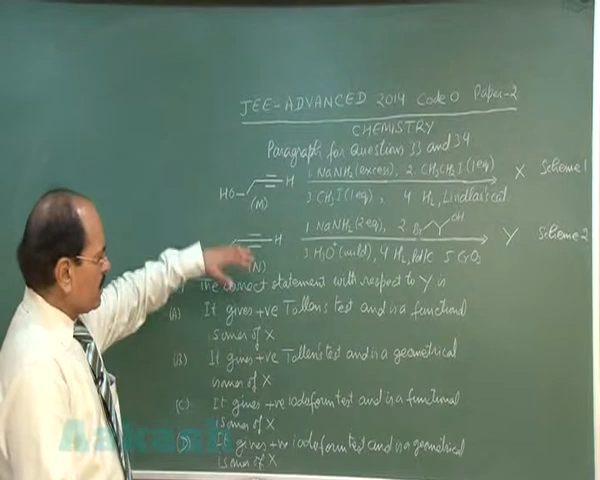 JEE-ADVANCED 2014 Code 0 Paper-2
CHEMISTRY
Paragraph for Questions 33 and 34
1. NaNH2 (excess), 2. CH3CH2I (1eq)
HO H X Scheme 1
(M) 3. CH3I (1eq), 4 H2, Lindlar's cat
1. NaNH2 (2eq), 2 Br OH
H Y Scheme 2
(N) 3. H3O+ (mild), 4 H2, Pd/C 5 CrO3
The correct statement with respect to Y is
(A) It gives +ve Tollens test and is a functional
isomer of X
(B) It gives +ve Tollen's test and is a geometrical
isomer of X
(C) It gives +ve iodoform test and is a functional
isomer of X
It gives +ve iodoform test and is a geometrical
isomer of X
Aakash